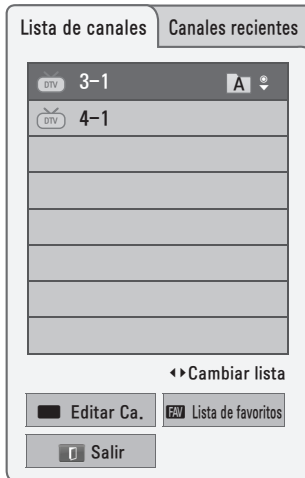 Lista de canales
Canales recientes
DTV 3-1 A
DTV 4-1
Cambiar lista
Editar Ca.
FAV Lista de favoritos
Salir